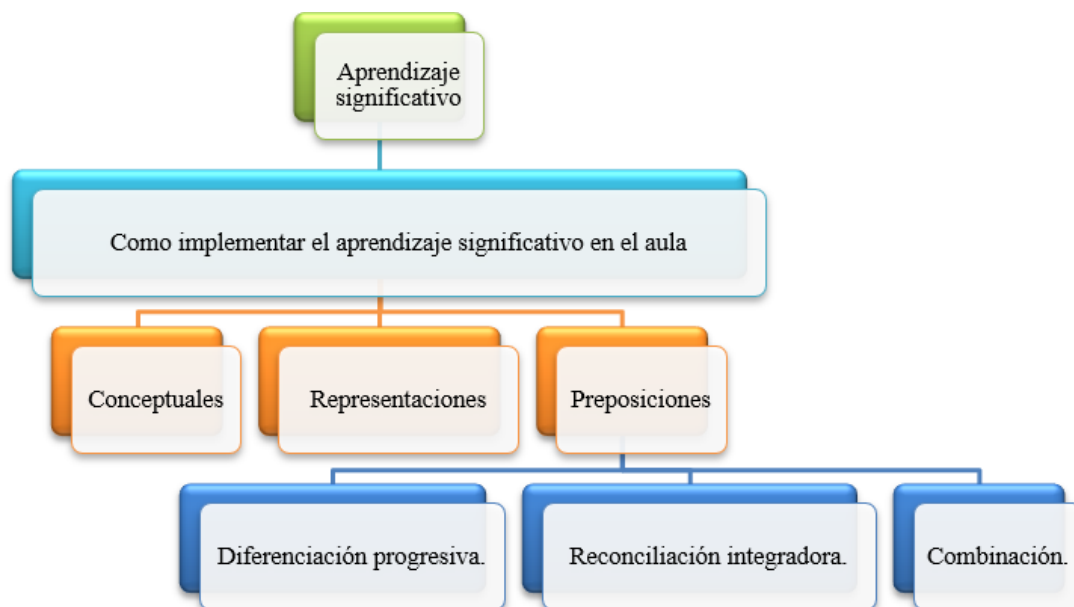 Aprendizaje
significativo
Como implementar el aprendizaje significativo en el aula
Conceptuales
Representaciones
Preposiciones
Diferenciación progresiva.
Reconciliación integradora.
Combinación.